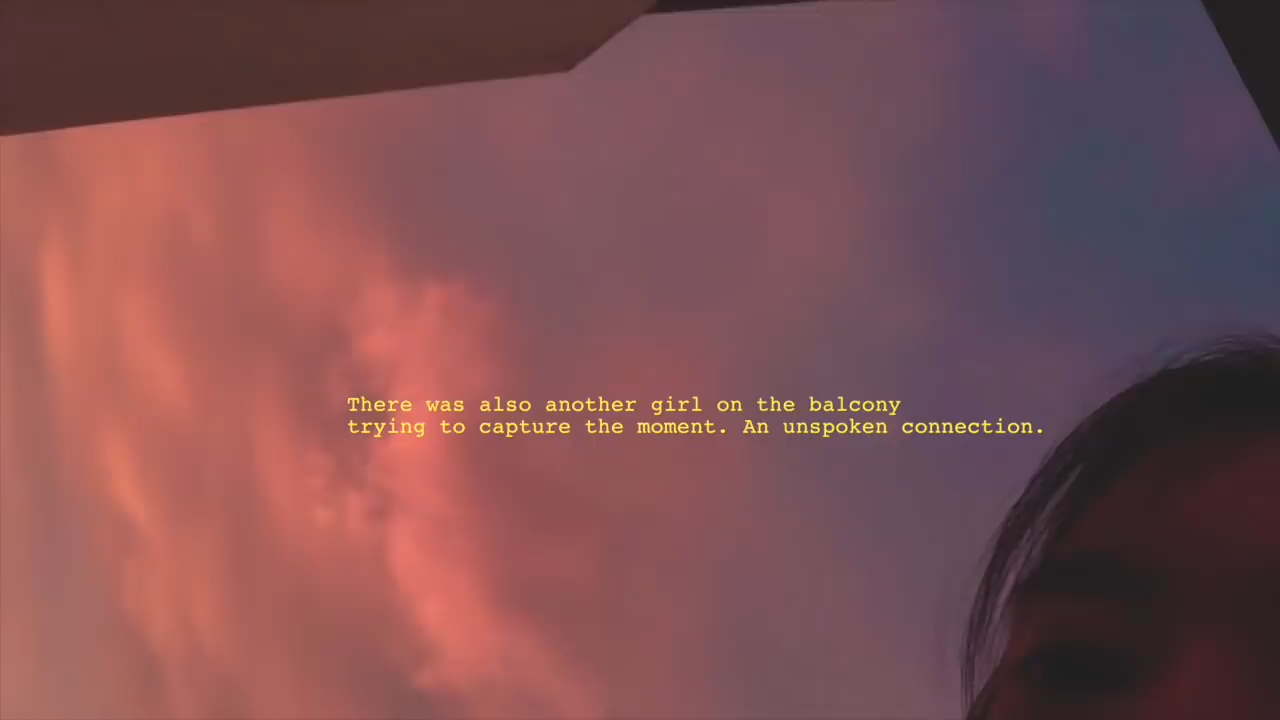 There was also another girl on the balcony
trying to capture the moment. An unspoken connection.